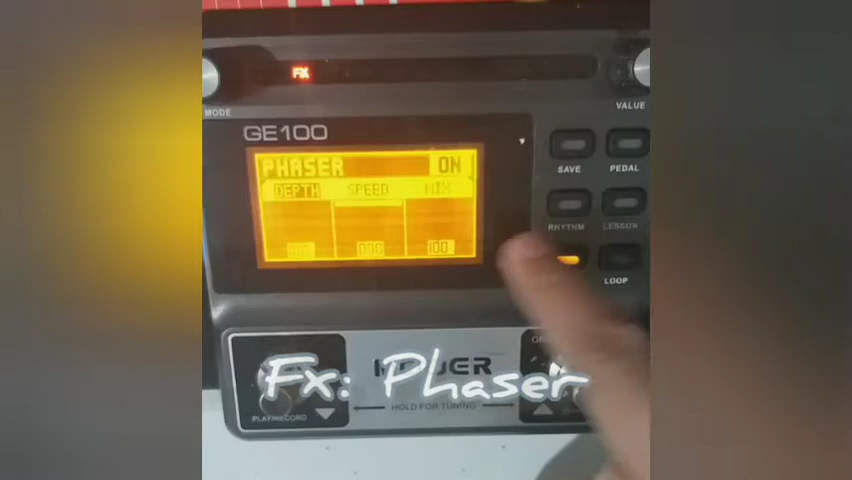 FX
MODE
VALUE
GE100
PHASER ON
DEPTH SPEED MIX
100
SAVE PEDAL
RHYTHM LESSON
LOOP
MOOER
Fx: Phaser
HOLD FOR TUNING
PLAY/RECORD